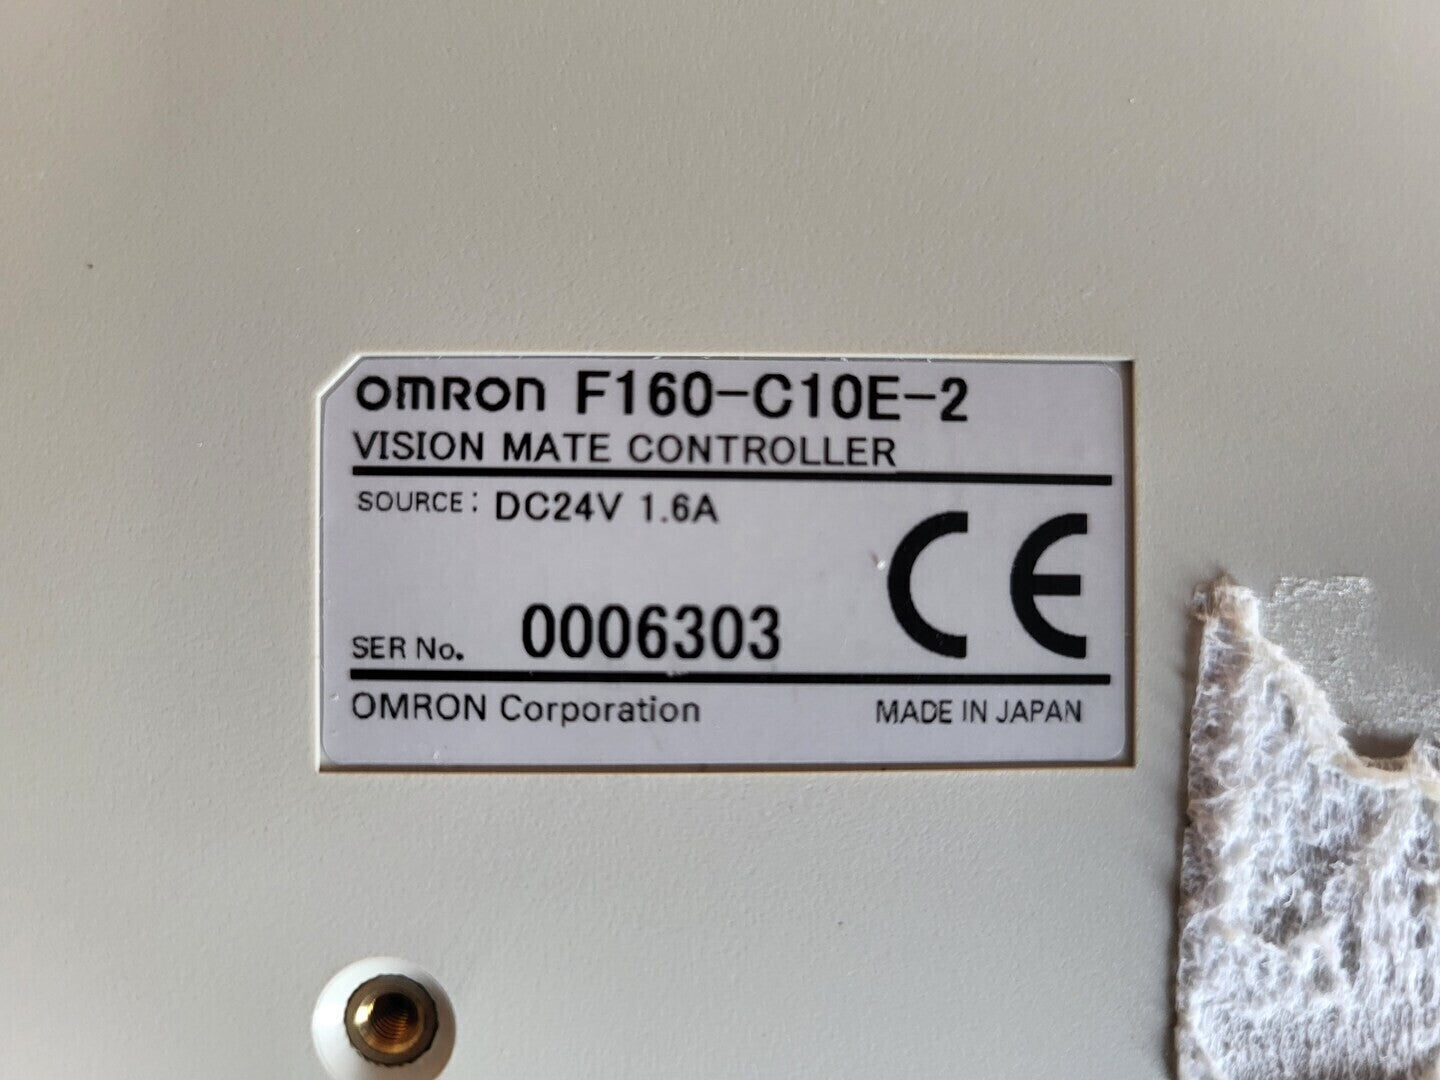 omron F160-C10E-2
VISION MATE CONTROLLER
SOURCE: DC24V 1.6A
CE
SER No. 0006303
OMRON Corporation MADE IN JAPAN